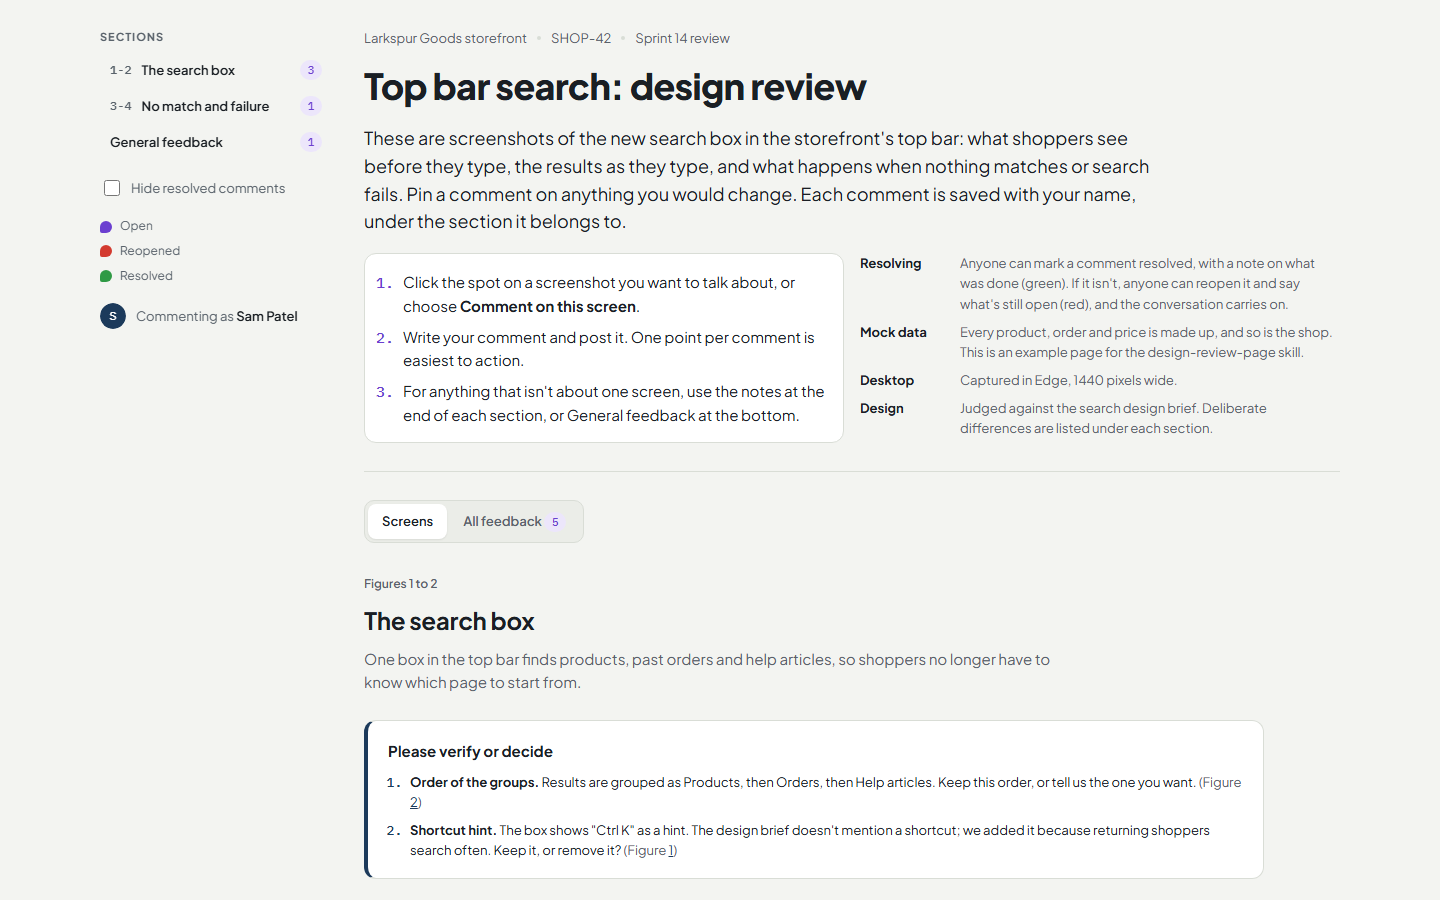 SECTIONS
1-2 The search box 3
3-4 No match and failure 1
General feedback 1
Hide resolved comments
Open
Reopened
Resolved
S Commenting as Sam Patel
Larkspur Goods storefront • SHOP-42 • Sprint 14 review
Top bar search: design review
These are screenshots of the new search box in the storefront's top bar: what shoppers see
before they type, the results as they type, and what happens when nothing matches or search
fails. Pin a comment on anything you would change. Each comment is saved with your name,
under the section it belongs to.
1. Click the spot on a screenshot you want to talk about, or
choose Comment on this screen.
2. Write your comment and post it. One point per comment is
easiest to action.
3. For anything that isn't about one screen, use the notes at the
end of each section, or General feedback at the bottom.
Resolving Anyone can mark a comment resolved, with a note on what
was done (green). If it isn't, anyone can reopen it and say
what's still open (red), and the conversation carries on.
Mock data Every product, order and price is made up, and so is the shop.
This is an example page for the design-review-page skill.
Desktop Captured in Edge, 1440 pixels wide.
Design Judged against the search design brief. Deliberate
differences are listed under each section.
Screens All feedback 5
Figures 1 to 2
The search box
One box in the top bar finds products, past orders and help articles, so shoppers no longer have to
know which page to start from.
Please verify or decide
1. Order of the groups. Results are grouped as Products, then Orders, then Help articles. Keep this order, or tell us the one you want. (Figure
2)
2. Shortcut hint. The box shows "Ctrl K" as a hint. The design brief doesn't mention a shortcut; we added it because returning shoppers
search often. Keep it, or remove it? (Figure 1)